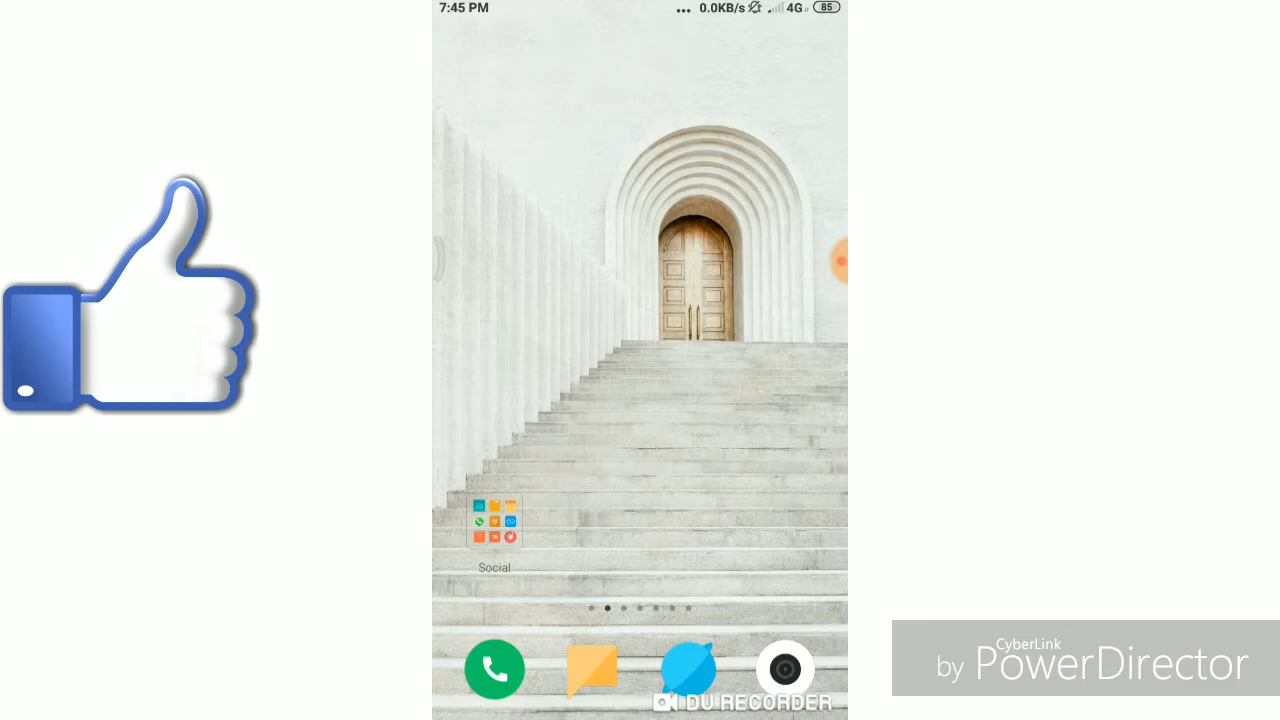 7:45 PM
... 0.0KB/s 4G 85
Social
DU RECORDER
CyberLink
by PowerDirector